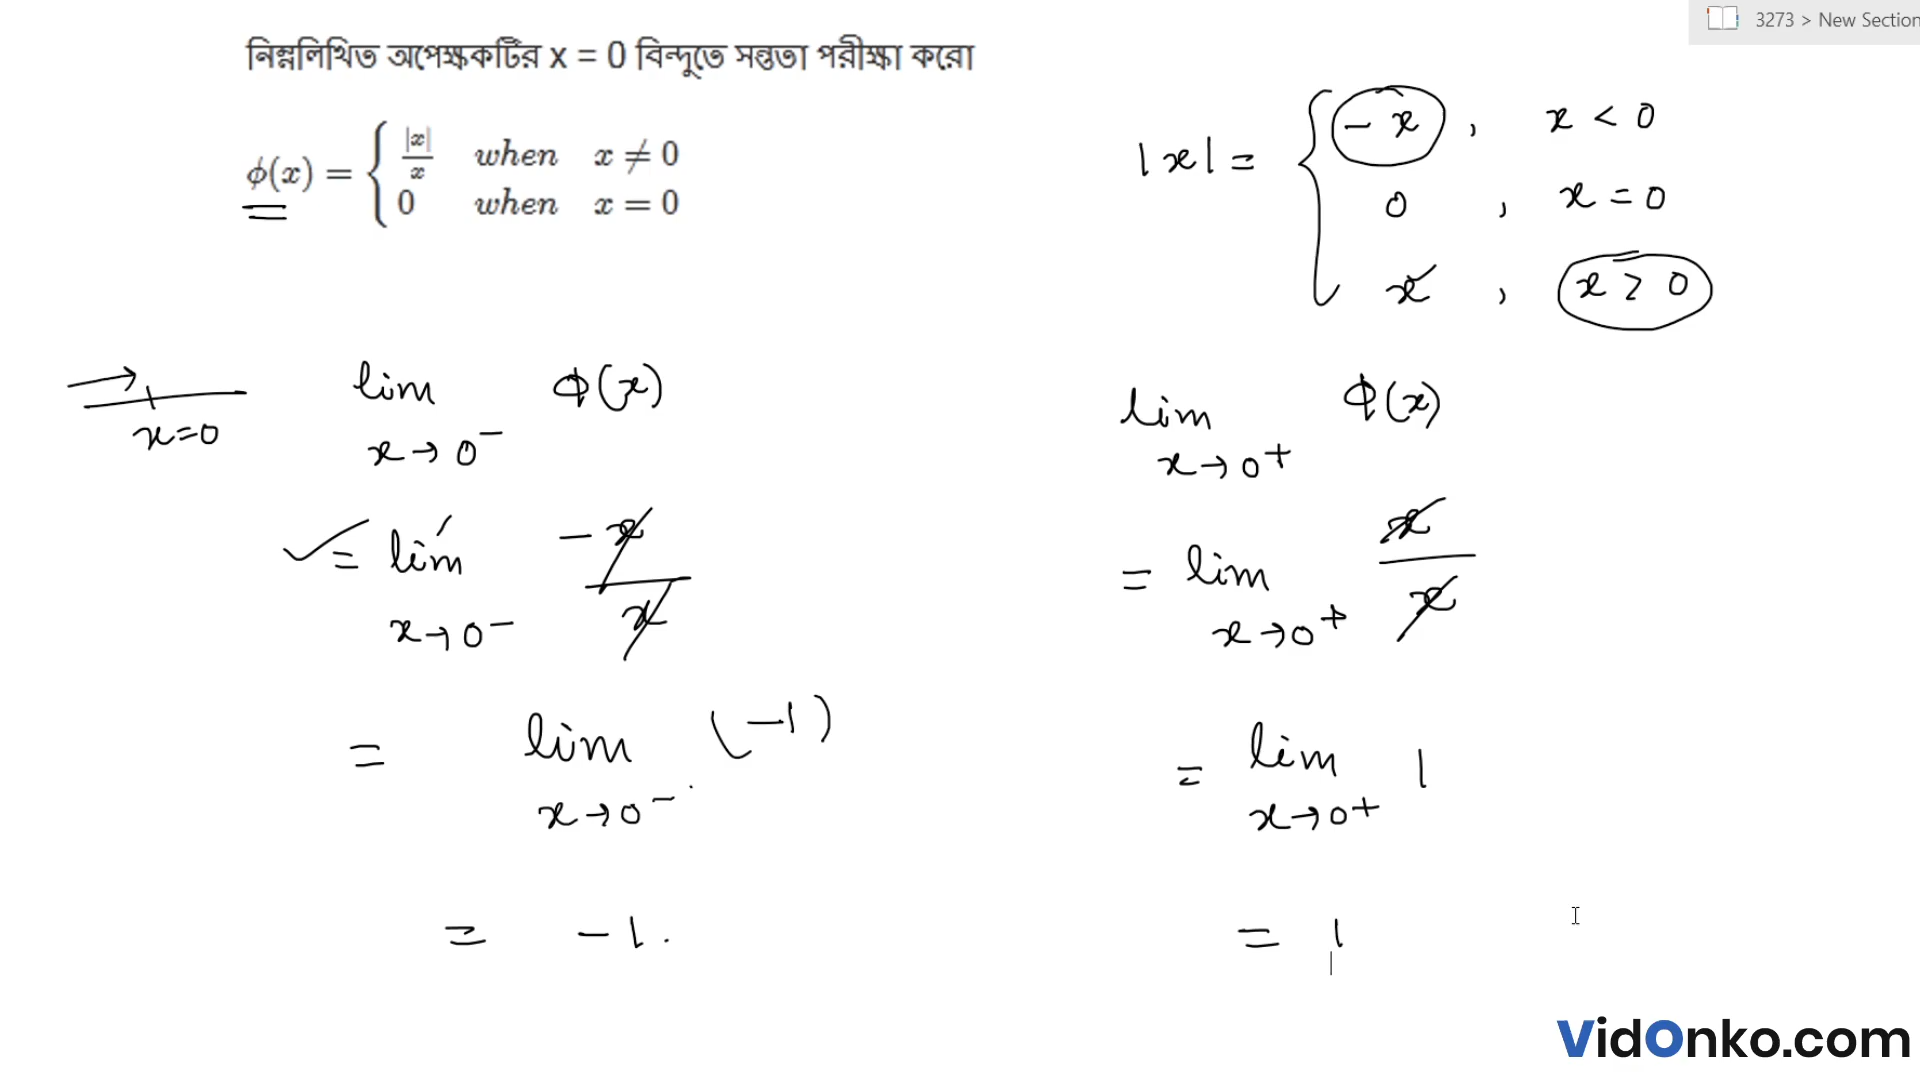 3273 > New Section
নিম্নলিখিত অপেক্ষকটির x = 0 বিন্দুতে সন্ততা পরীক্ষা করো
ϕ(x) = { |x|/x when x ≠ 0
0 when x = 0
|x| = { -x , x < 0
0 , x = 0
x , x > 0
x=0
lim x→0⁻ ϕ(x)
= lim x→0⁻ -x/x
= lim x→0⁻ (-1)
= -1.
lim x→0⁺ ϕ(x)
= lim x→0⁺ x/x
= lim x→0⁺ 1
= 1
VidOnko.com